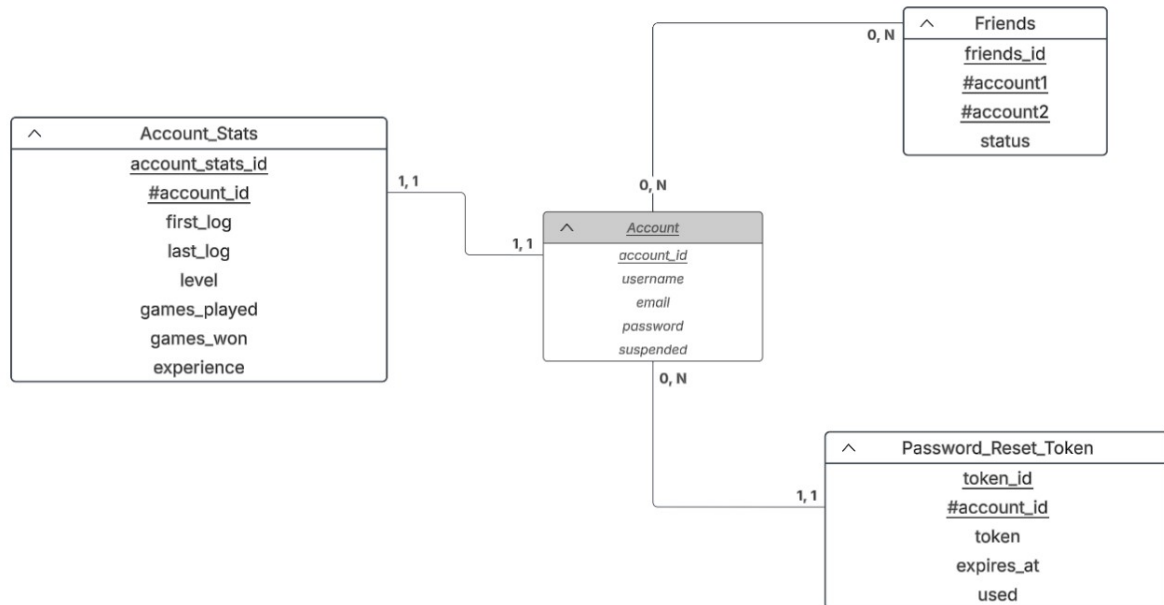 Friends
friends_id
#account1
#account2
status
0, N
0, N
Account_Stats
account_stats_id
#account_id
first_log
last_log
level
games_played
games_won
experience
1, 1
1, 1
Account
account_id
username
email
password
suspended
0, N
1, 1
Password_Reset_Token
token_id
#account_id
token
expires_at
used